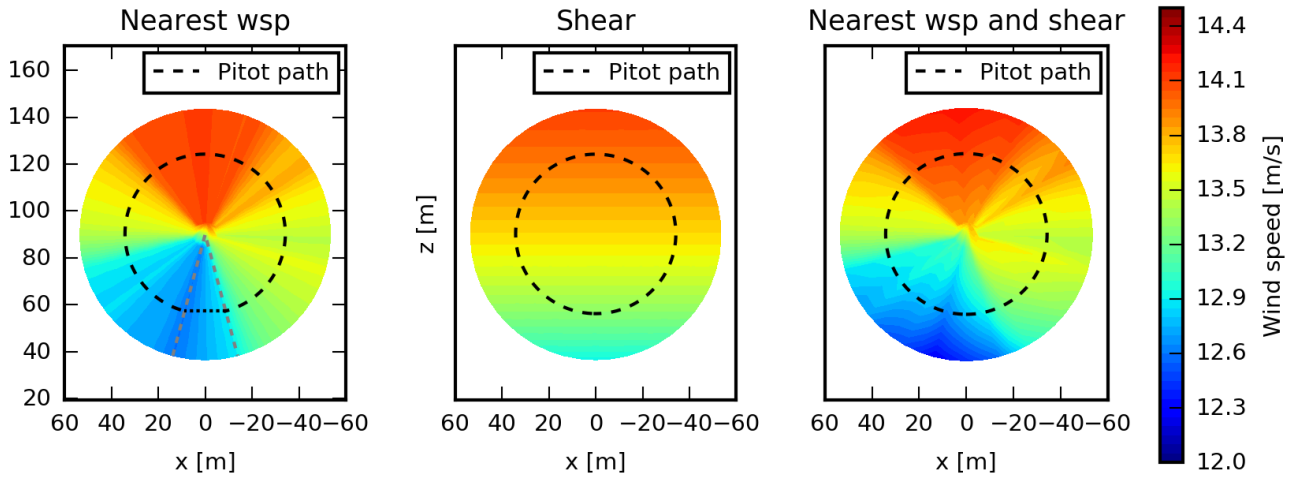 Nearest wsp
Shear
Nearest wsp and shear
Pitot path
Pitot path
Pitot path
160
140
120
100
80
60
40
20
60 40 20 0 −20 −40 −60
x [m]
z [m]
60 40 20 0 −20 −40 −60
x [m]
60 40 20 0 −20 −40 −60
x [m]
14.4
14.1
13.8
13.5
13.2
12.9
12.6
12.3
12.0
Wind speed [m/s]